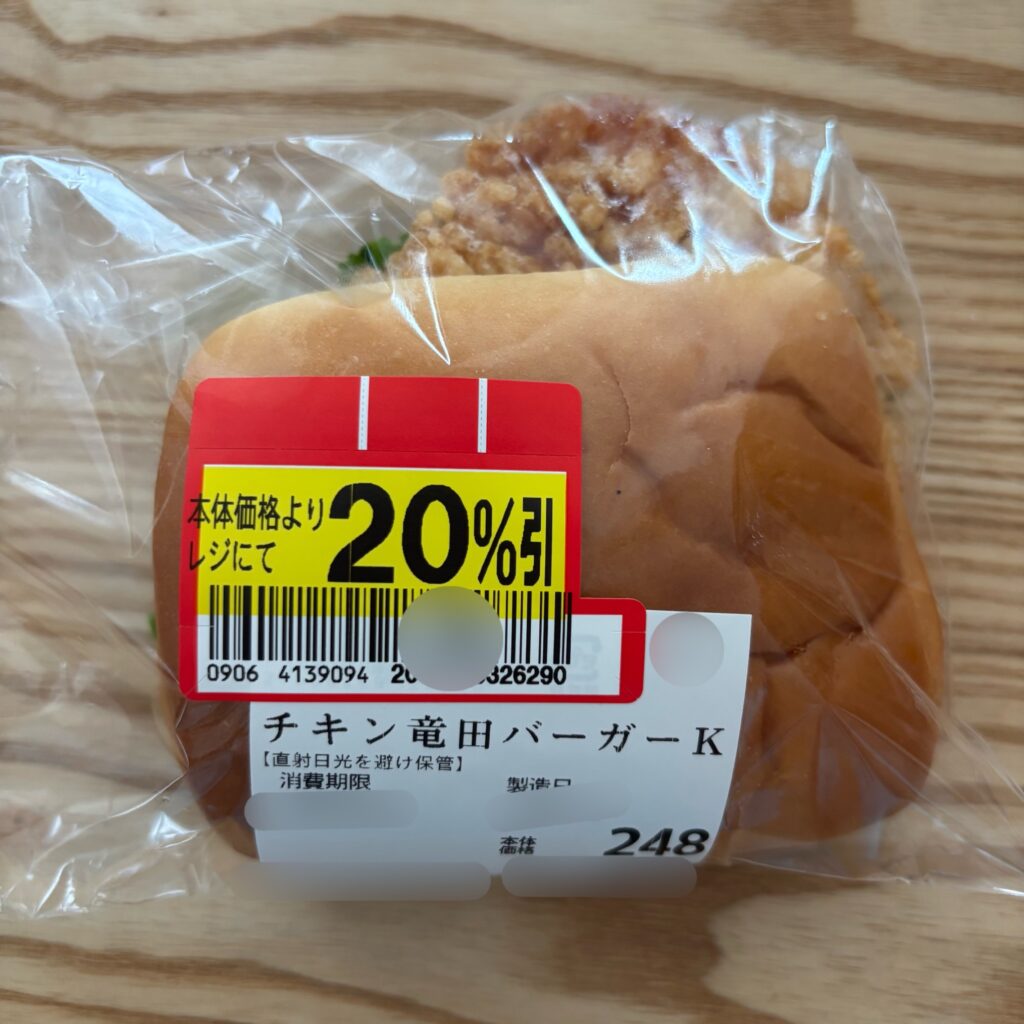 本体価格より
レジにて
20%引
0906 4139094 20 326290
チキン竜田バーガーK
【直射日光を避け保管】
消費期限
製造日
本体
価格
248